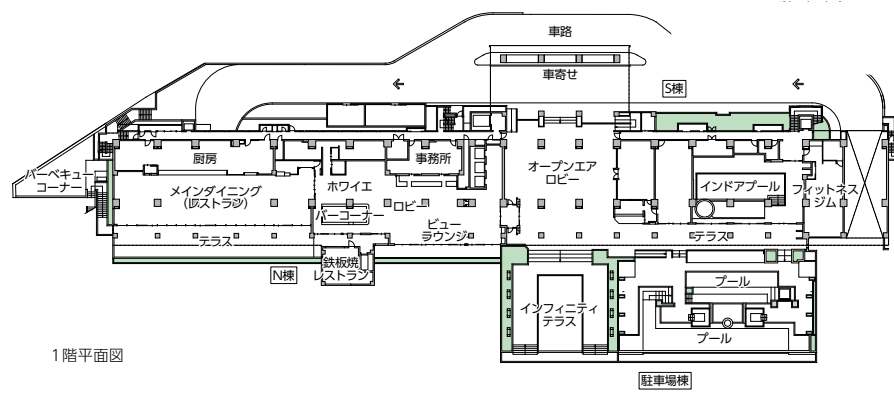 車路
車寄せ
S棟
厨房
事務所
オープンエア
ロビー
バーベキュー
コーナー
メインダイニング
(レストラン)
ホワイエ
バーコーナー
ロビー
ビュー
ラウンジ
インドアプール
フィットネス
ジム
テラス
テラス
N棟
鉄板焼
レストラン
インフィニティ
テラス
プール
プール
1階平面図
駐車場棟